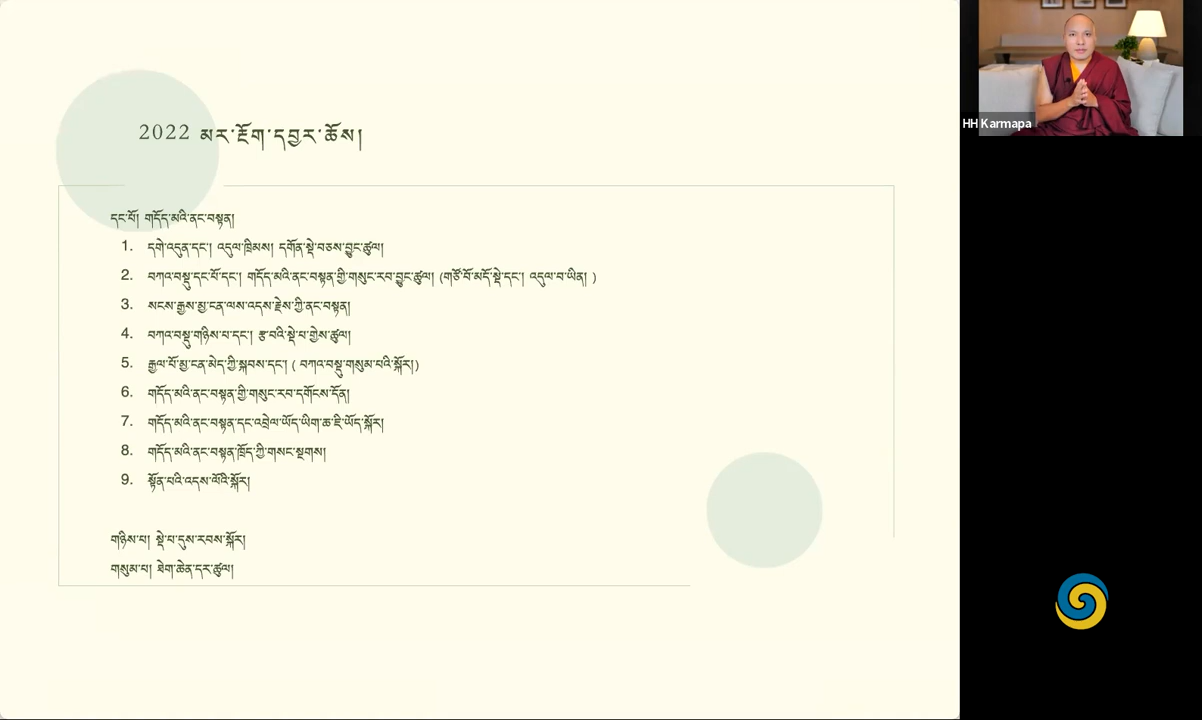 2022 མར་རྔོག་དབྱར་ཆོས།
དང་པོ། གདོད་མའི་ནང་བསྟན།
1. དགེ་འདུན་དང་། འདུལ་ཁྲིམས། དགོན་སྡེ་བཅས་བྱུང་ཚུལ།
2. བཀའ་བསྡུ་དང་པོ་དང་། གདོད་མའི་ནང་བསྟན་གྱི་གསུང་རབ་བྱུང་ཚུལ། (གཙོ་བོ་མདོ་སྡེ་དང་། འདུལ་བ་ཡིན། )
3. སངས་རྒྱས་མྱ་ངན་ལས་འདས་རྗེས་ཀྱི་ནང་བསྟན།
4. བཀའ་བསྡུ་གཉིས་པ་དང་། རྩ་བའི་སྡེ་པ་གྱེས་ཚུལ།
5. རྒྱལ་པོ་མྱ་ངན་མེད་ཀྱི་སྐབས་དང་། ( བཀའ་བསྡུ་གསུམ་པའི་སྐོར།)
6. གདོད་མའི་ནང་བསྟན་གྱི་གསུང་རབ་དགོངས་དོན།
7. གདོད་མའི་ནང་བསྟན་དང་འབྲེལ་ཡོད་ཡིག་ཆ་ཇི་ཡོད་སྐོར།
8. གདོད་མའི་ནང་བསྟན་ཁྲོད་ཀྱི་གསང་སྔགས།
9. སྟོན་པའི་འདས་ལོའི་སྐོར།
གཉིས་པ། སྡེ་པ་དུས་རབས་སྐོར།
གསུམ་པ། ཐེག་ཆེན་དར་ཚུལ།
HH Karmapa